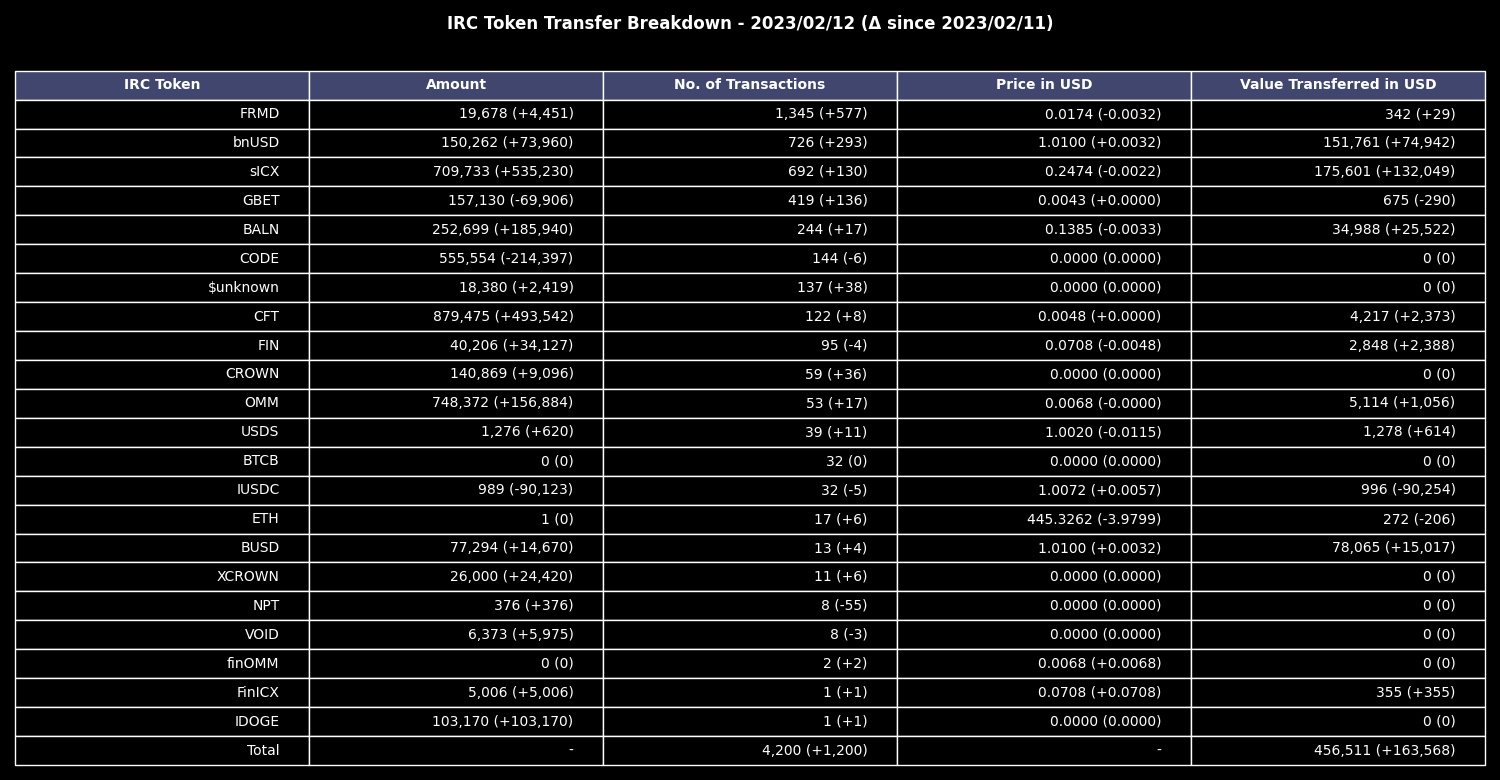 IRC Token Transfer Breakdown - 2023/02/12 (Δ since 2023/02/11)
IRC Token Amount No. of Transactions Price in USD Value Transferred in USD
FRMD 19,678 (+4,451) 1,345 (+577) 0.0174 (-0.0032) 342 (+29)
bnUSD 150,262 (+73,960) 726 (+293) 1.0100 (+0.0032) 151,761 (+74,942)
sICX 709,733 (+535,230) 692 (+130) 0.2474 (-0.0022) 175,601 (+132,049)
GBET 157,130 (-69,906) 419 (+136) 0.0043 (+0.0000) 675 (-290)
BALN 252,699 (+185,940) 244 (+17) 0.1385 (-0.0033) 34,988 (+25,522)
CODE 555,554 (-214,397) 144 (-6) 0.0000 (0.0000) 0 (0)
$unknown 18,380 (+2,419) 137 (+38) 0.0000 (0.0000) 0 (0)
CFT 879,475 (+493,542) 122 (+8) 0.0048 (+0.0000) 4,217 (+2,373)
FIN 40,206 (+34,127) 95 (-4) 0.0708 (-0.0048) 2,848 (+2,388)
CROWN 140,869 (+9,096) 59 (+36) 0.0000 (0.0000) 0 (0)
OMM 748,372 (+156,884) 53 (+17) 0.0068 (-0.0000) 5,114 (+1,056)
USDS 1,276 (+620) 39 (+11) 1.0020 (-0.0115) 1,278 (+614)
BTCB 0 (0) 32 (0) 0.0000 (0.0000) 0 (0)
IUSDC 989 (-90,123) 32 (-5) 1.0072 (+0.0057) 996 (-90,254)
ETH 1 (0) 17 (+6) 445.3262 (-3.9799) 272 (-206)
BUSD 77,294 (+14,670) 13 (+4) 1.0100 (+0.0032) 78,065 (+15,017)
XCROWN 26,000 (+24,420) 11 (+6) 0.0000 (0.0000) 0 (0)
NPT 376 (+376) 8 (-55) 0.0000 (0.0000) 0 (0)
VOID 6,373 (+5,975) 8 (-3) 0.0000 (0.0000) 0 (0)
finOMM 0 (0) 2 (+2) 0.0068 (+0.0068) 0 (0)
FinICX 5,006 (+5,006) 1 (+1) 0.0708 (+0.0708) 355 (+355)
IDOGE 103,170 (+103,170) 1 (+1) 0.0000 (0.0000) 0 (0)
Total - 4,200 (+1,200) - 456,511 (+163,568)